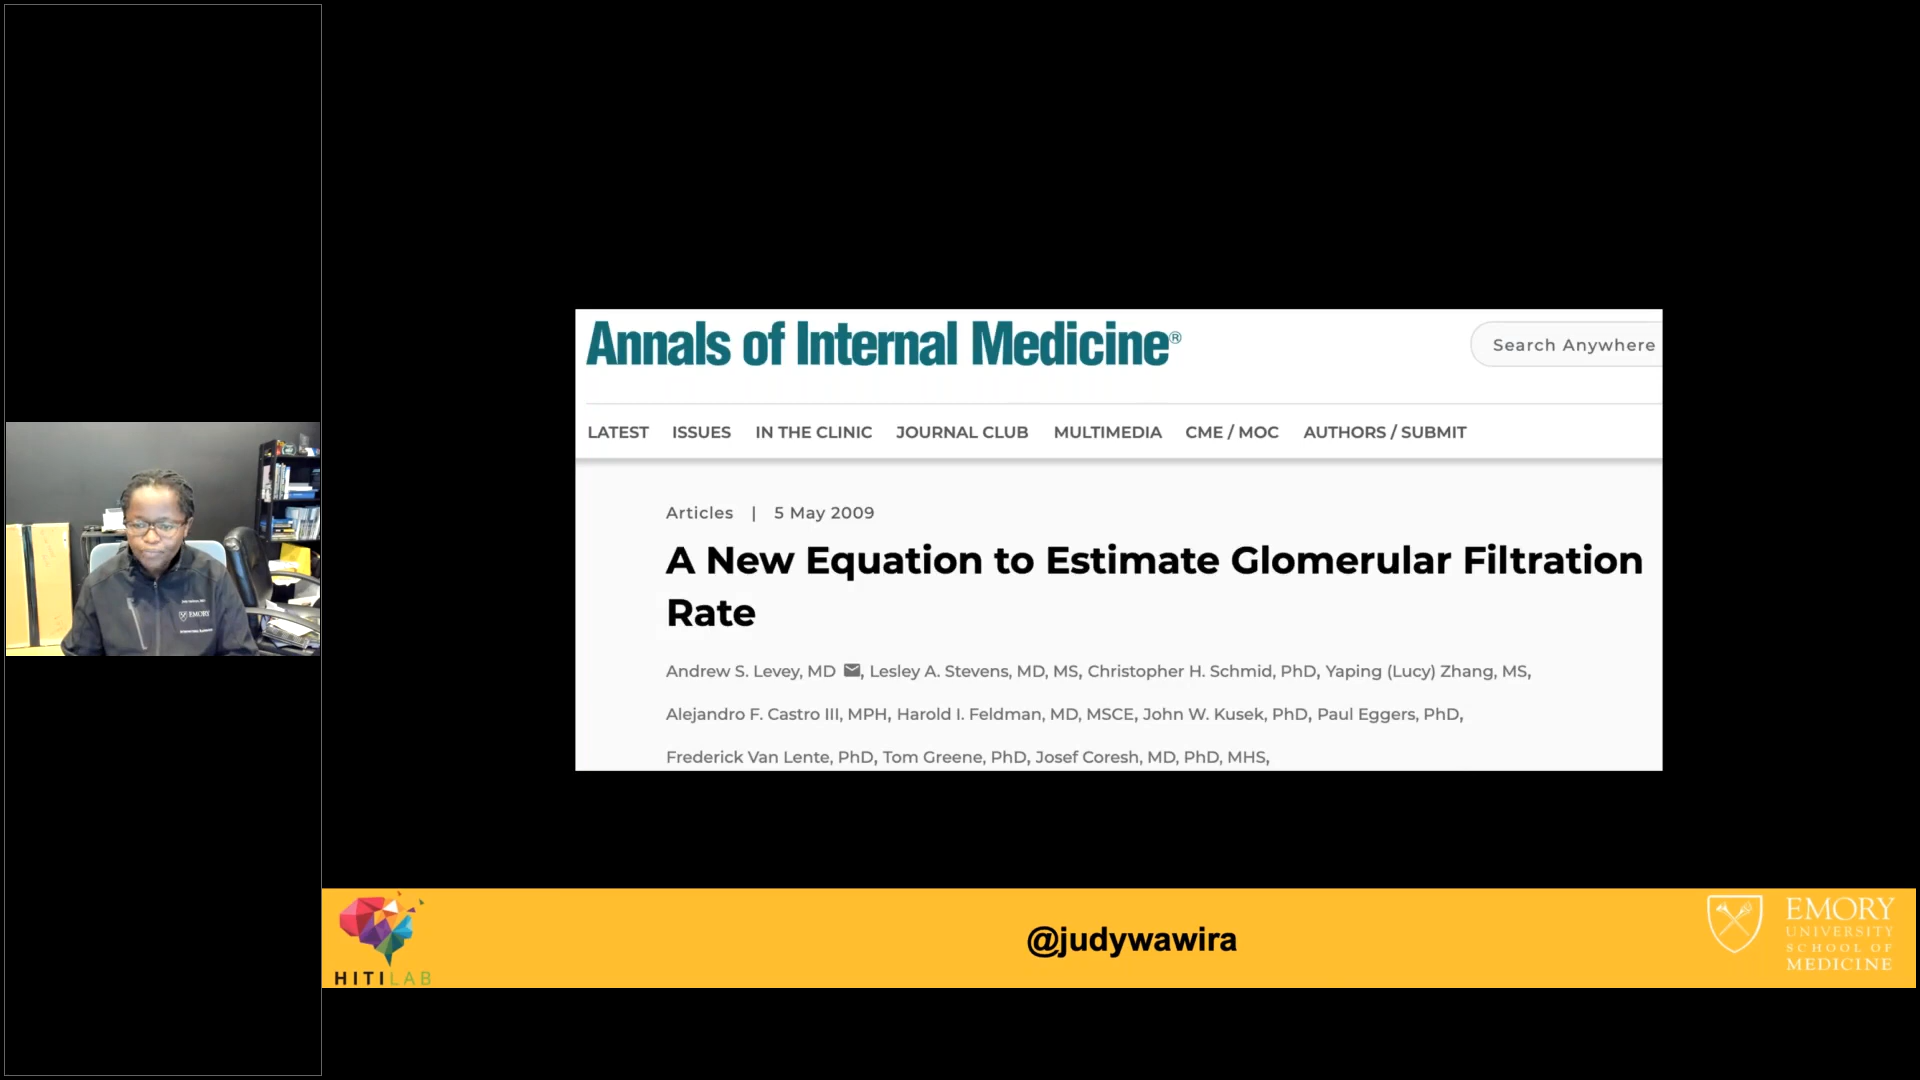 EMORY
Annals of Internal Medicine®
Search Anywhere
LATEST ISSUES IN THE CLINIC JOURNAL CLUB MULTIMEDIA CME / MOC AUTHORS / SUBMIT
Articles | 5 May 2009
A New Equation to Estimate Glomerular Filtration
Rate
Andrew S. Levey, MD , Lesley A. Stevens, MD, MS, Christopher H. Schmid, PhD, Yaping (Lucy) Zhang, MS,
Alejandro F. Castro III, MPH, Harold I. Feldman, MD, MSCE, John W. Kusek, PhD, Paul Eggers, PhD,
Frederick Van Lente, PhD, Tom Greene, PhD, Josef Coresh, MD, PhD, MHS,
HITILAB
@judywawira
EMORY
UNIVERSITY
SCHOOL OF
MEDICINE